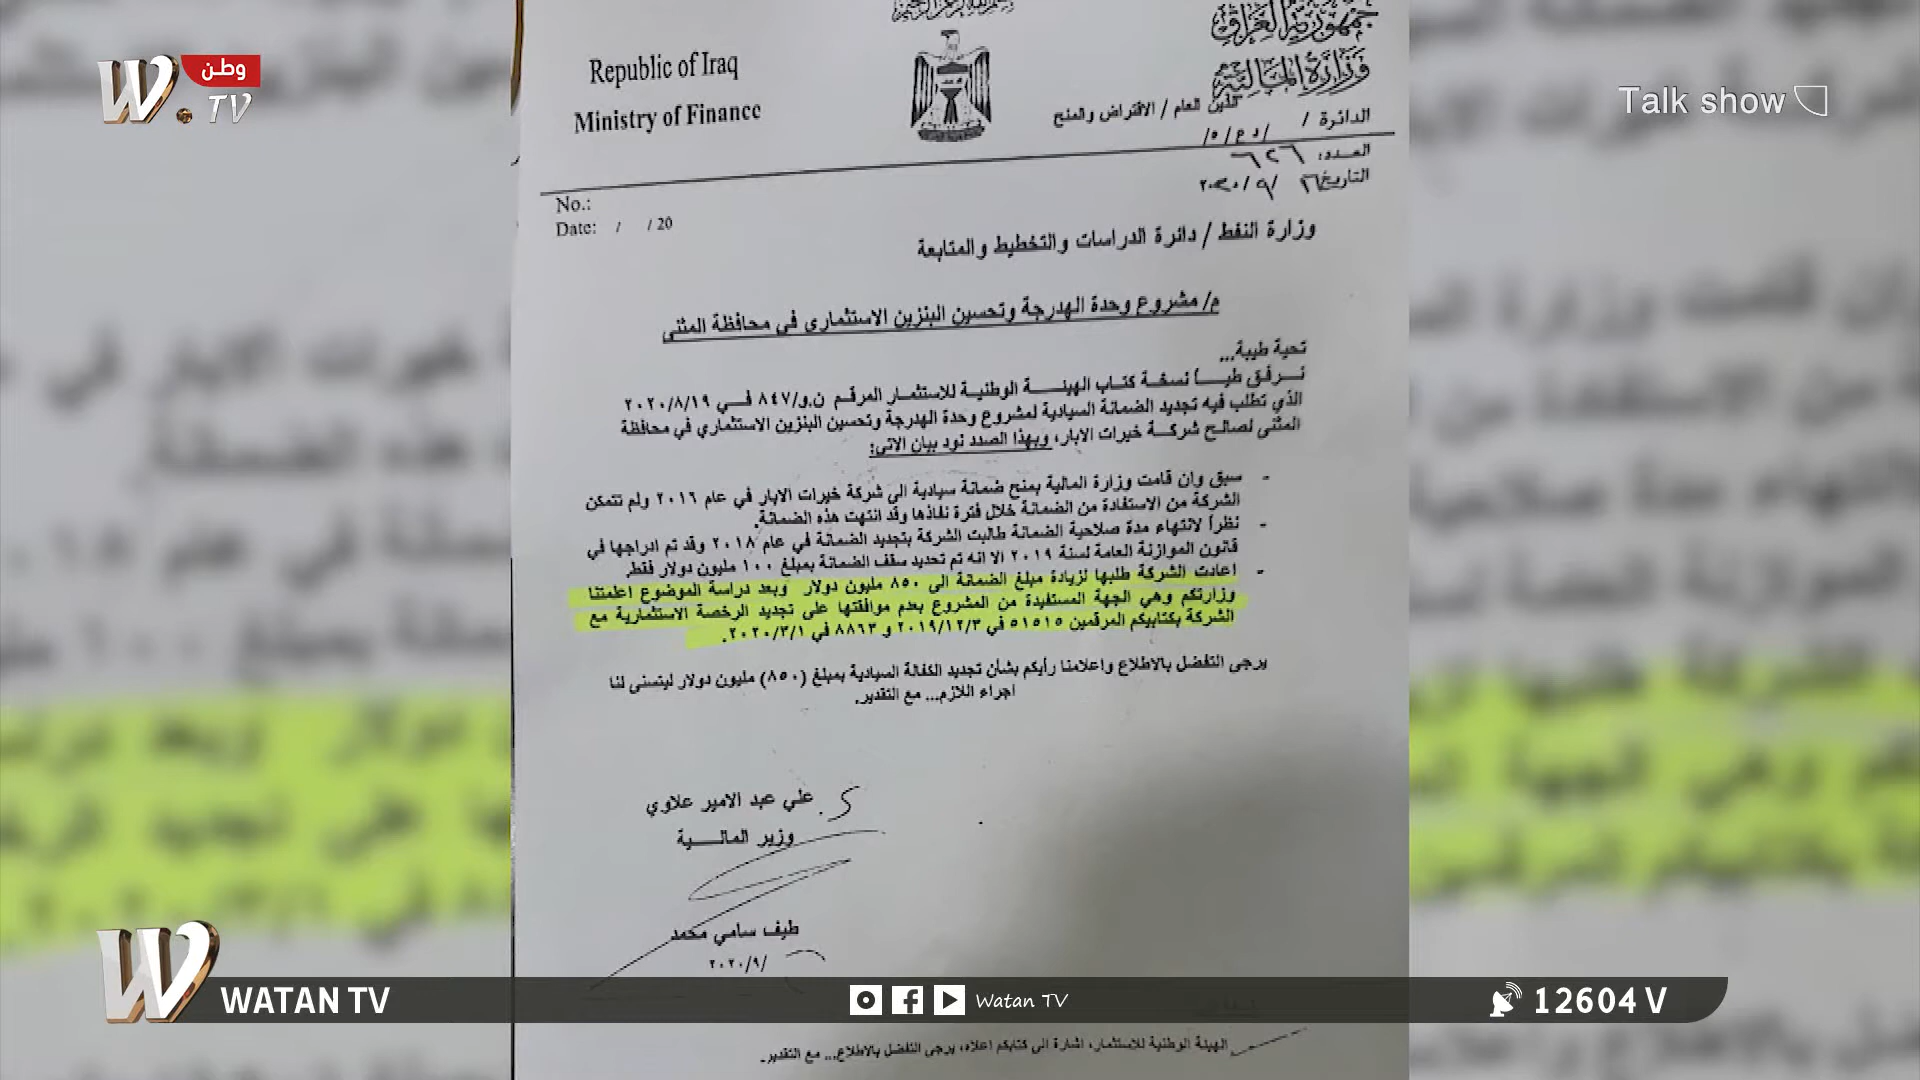 وطن
W.
TV
Talk show
Republic of Iraq
Ministry of Finance
جمهورية العراق
وزارة المالية
الدائرة / الدين العام / الاقتراض والمنح
العدد: ٦٢٦
التاريخ
No.:
Date: / / 20
وزارة النفط / دائرة الدراسات والتخطيط والمتابعة
م/ مشروع وحدة الهدرجة وتحسين البنزين الاستثماري في محافظة المثنى
تحية طيبة...
نرفق طياً نسخة كتاب الهيئة الوطنية للاستثمار المرقم ن.و/٨٤٧ في ٢٠٢٠/٨/١٩
الذي تطلب فيه تجديد الضمانة السيادية لمشروع وحدة الهدرجة وتحسين البنزين الاستثماري في محافظة
المثنى لصالح شركة خيرات الابار، وبهذا الصدد نود بيان الاتي:
- سبق وان قامت وزارة المالية بمنح ضمانة سيادية الى شركة خيرات الابار في عام ٢٠١٦ ولم تتمكن
الشركة من الاستفادة من الضمانة خلال فترة نفاذها وقد انتهت هذه الضمانة.
- نظراً لانتهاء مدة صلاحية الضمانة طالبت الشركة بتجديد الضمانة في عام ٢٠١٨ وقد تم ادراجها في
قانون الموازنة العامة لسنة ٢٠١٩ الا انه تم تحديد سقف الضمانة بمبلغ ١٠٠ مليون دولار فقط.
- اعادت الشركة طلبها لزيادة مبلغ الضمانة الى ٨٥٠ مليون دولار وبعد دراسة الموضوع اعلمتنا
وزارتكم وهي الجهة المستفيدة من المشروع بعدم موافقتها على تجديد الرخصة الاستثمارية مع
الشركة بكتابيكم المرقمين ٥١٥١٥ في ٢٠١٩/١٢/٣ و ٨٨٦٣ في ٢٠٢٠/٣/١.
يرجى التفضل بالاطلاع واعلامنا رأيكم بشأن تجديد الكفالة السيادية بمبلغ (٨٥٠) مليون دولار ليتسنى لنا
اجراء اللازم... مع التقدير.
د. علي عبد الامير علاوي
وزير المالية
طيف سامي محمد
٢٠٢٠/٩/
W WATAN TV
Watan TV
12604 V
الهيئة الوطنية للاستثمار، اشارة الى كتابكم اعلاه، يرجى التفضل بالاطلاع... مع التقدير.